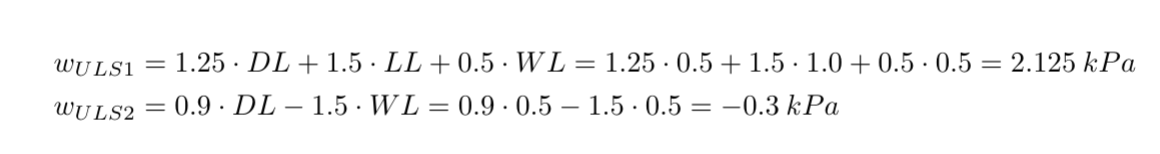 w_{ULS1} = 1.25 · DL + 1.5 · LL + 0.5 · WL = 1.25 · 0.5 + 1.5 · 1.0 + 0.5 · 0.5 = 2.125 kPa
w_{ULS2} = 0.9 · DL − 1.5 · WL = 0.9 · 0.5 − 1.5 · 0.5 = −0.3 kPa